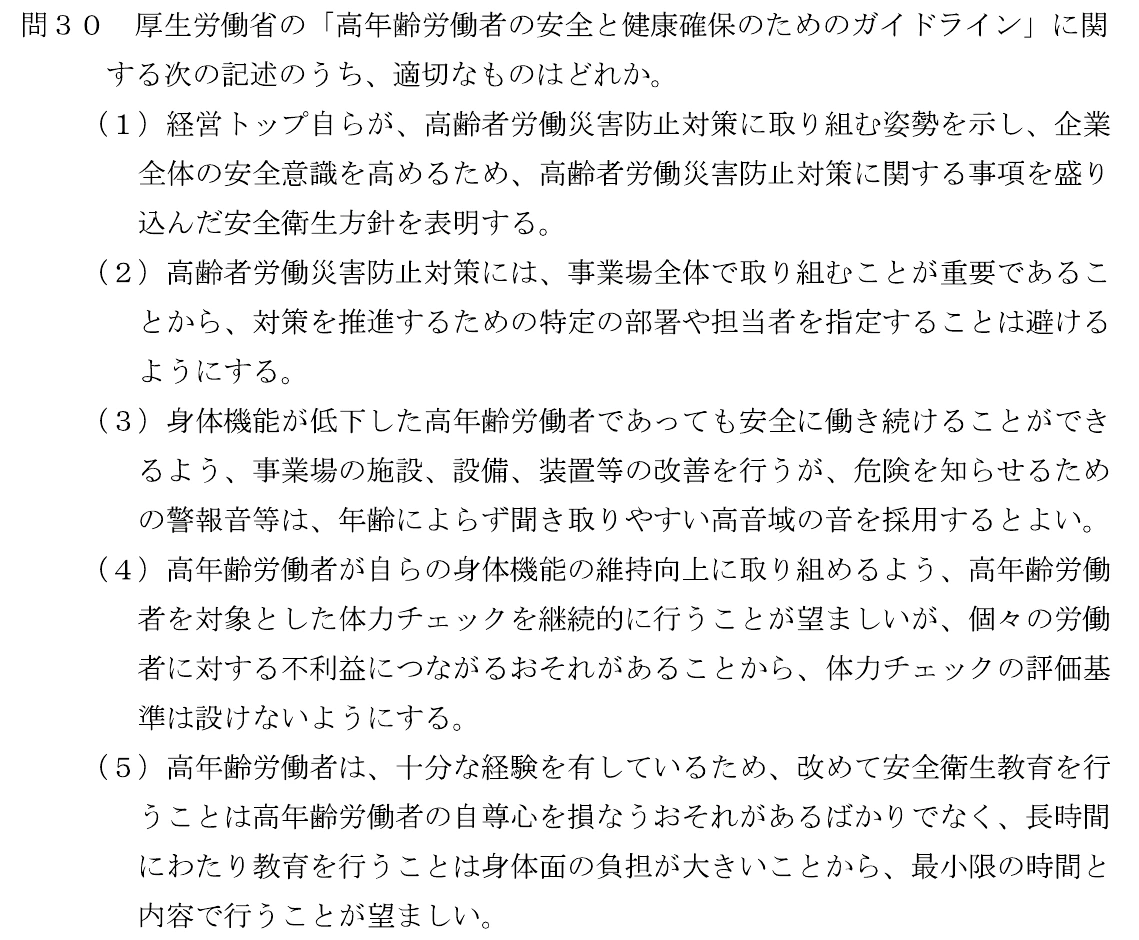 問３０　厚生労働省の「高年齢労働者の安全と健康確保のためのガイドライン」に関
する次の記述のうち、適切なものはどれか。
（１）経営トップ自らが、高齢者労働災害防止対策に取り組む姿勢を示し、企業
全体の安全意識を高めるため、高齢者労働災害防止対策に関する事項を盛り
込んだ安全衛生方針を表明する。
（２）高齢者労働災害防止対策には、事業場全体で取り組むことが重要であるこ
とから、対策を推進するための特定の部署や担当者を指定することは避ける
ようにする。
（３）身体機能が低下した高年齢労働者であっても安全に働き続けることができ
るよう、事業場の施設、設備、装置等の改善を行うが、危険を知らせるため
の警報音等は、年齢によらず聞き取りやすい高音域の音を採用するとよい。
（４）高年齢労働者が自らの身体機能の維持向上に取り組めるよう、高年齢労働
者を対象とした体力チェックを継続的に行うことが望ましいが、個々の労働
者に対する不利益につながるおそれがあることから、体力チェックの評価基
準は設けないようにする。
（５）高年齢労働者は、十分な経験を有しているため、改めて安全衛生教育を行
うことは高年齢労働者の自尊心を損なうおそれがあるばかりでなく、長時間
にわたり教育を行うことは身体面の負担が大きいことから、最小限の時間と
内容で行うことが望ましい。